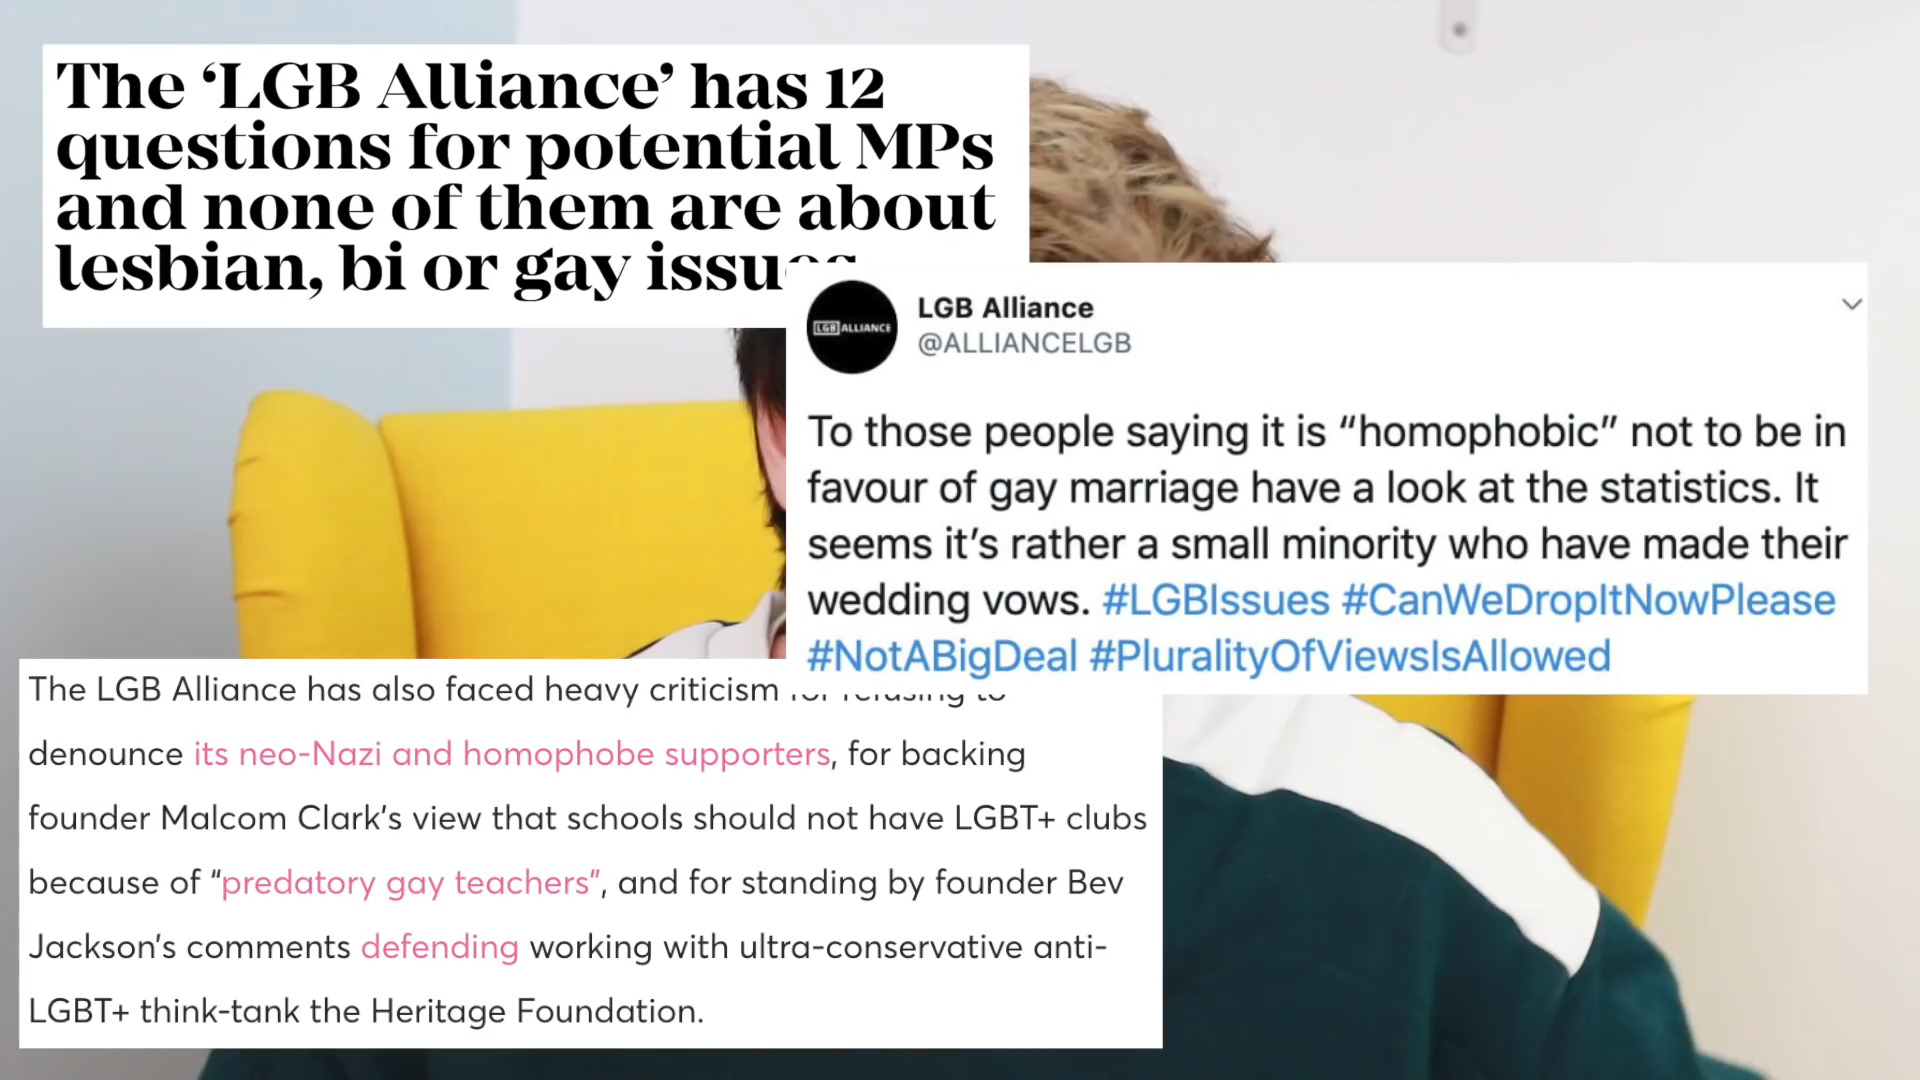 The ‘LGB Alliance’ has 12
questions for potential MPs
and none of them are about
lesbian, bi or gay
LGB ALLIANCE
LGB Alliance
@ALLIANCELGB
To those people saying it is “homophobic” not to be in
favour of gay marriage have a look at the statistics. It
seems it’s rather a small minority who have made their
wedding vows. #LGBIssues #CanWeDropItNowPlease
#NotABigDeal #PluralityOfViewsIsAllowed
The LGB Alliance has also faced heavy criticism
denounce its neo-Nazi and homophobe supporters, for backing
founder Malcom Clark’s view that schools should not have LGBT+ clubs
because of “predatory gay teachers”, and for standing by founder Bev
Jackson’s comments defending working with ultra-conservative anti-
LGBT+ think-tank the Heritage Foundation.